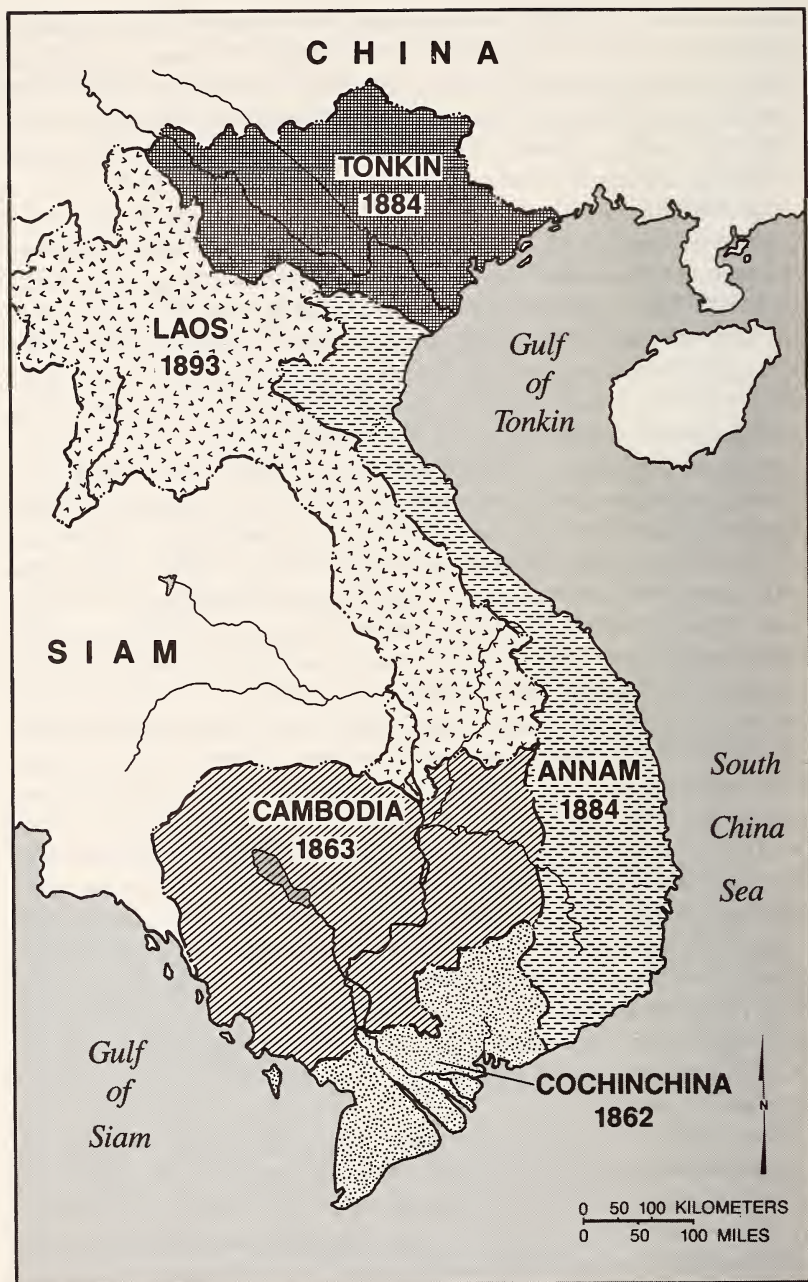 CHINA
TONKIN
1884
LAOS
1893
Gulf
of
Tonkin
SIAM
ANNAM
1884
South
China
Sea
CAMBODIA
1863
Gulf
of
Siam
COCHINCHINA
1862
N
0 50 100 KILOMETERS
0 50 100 MILES